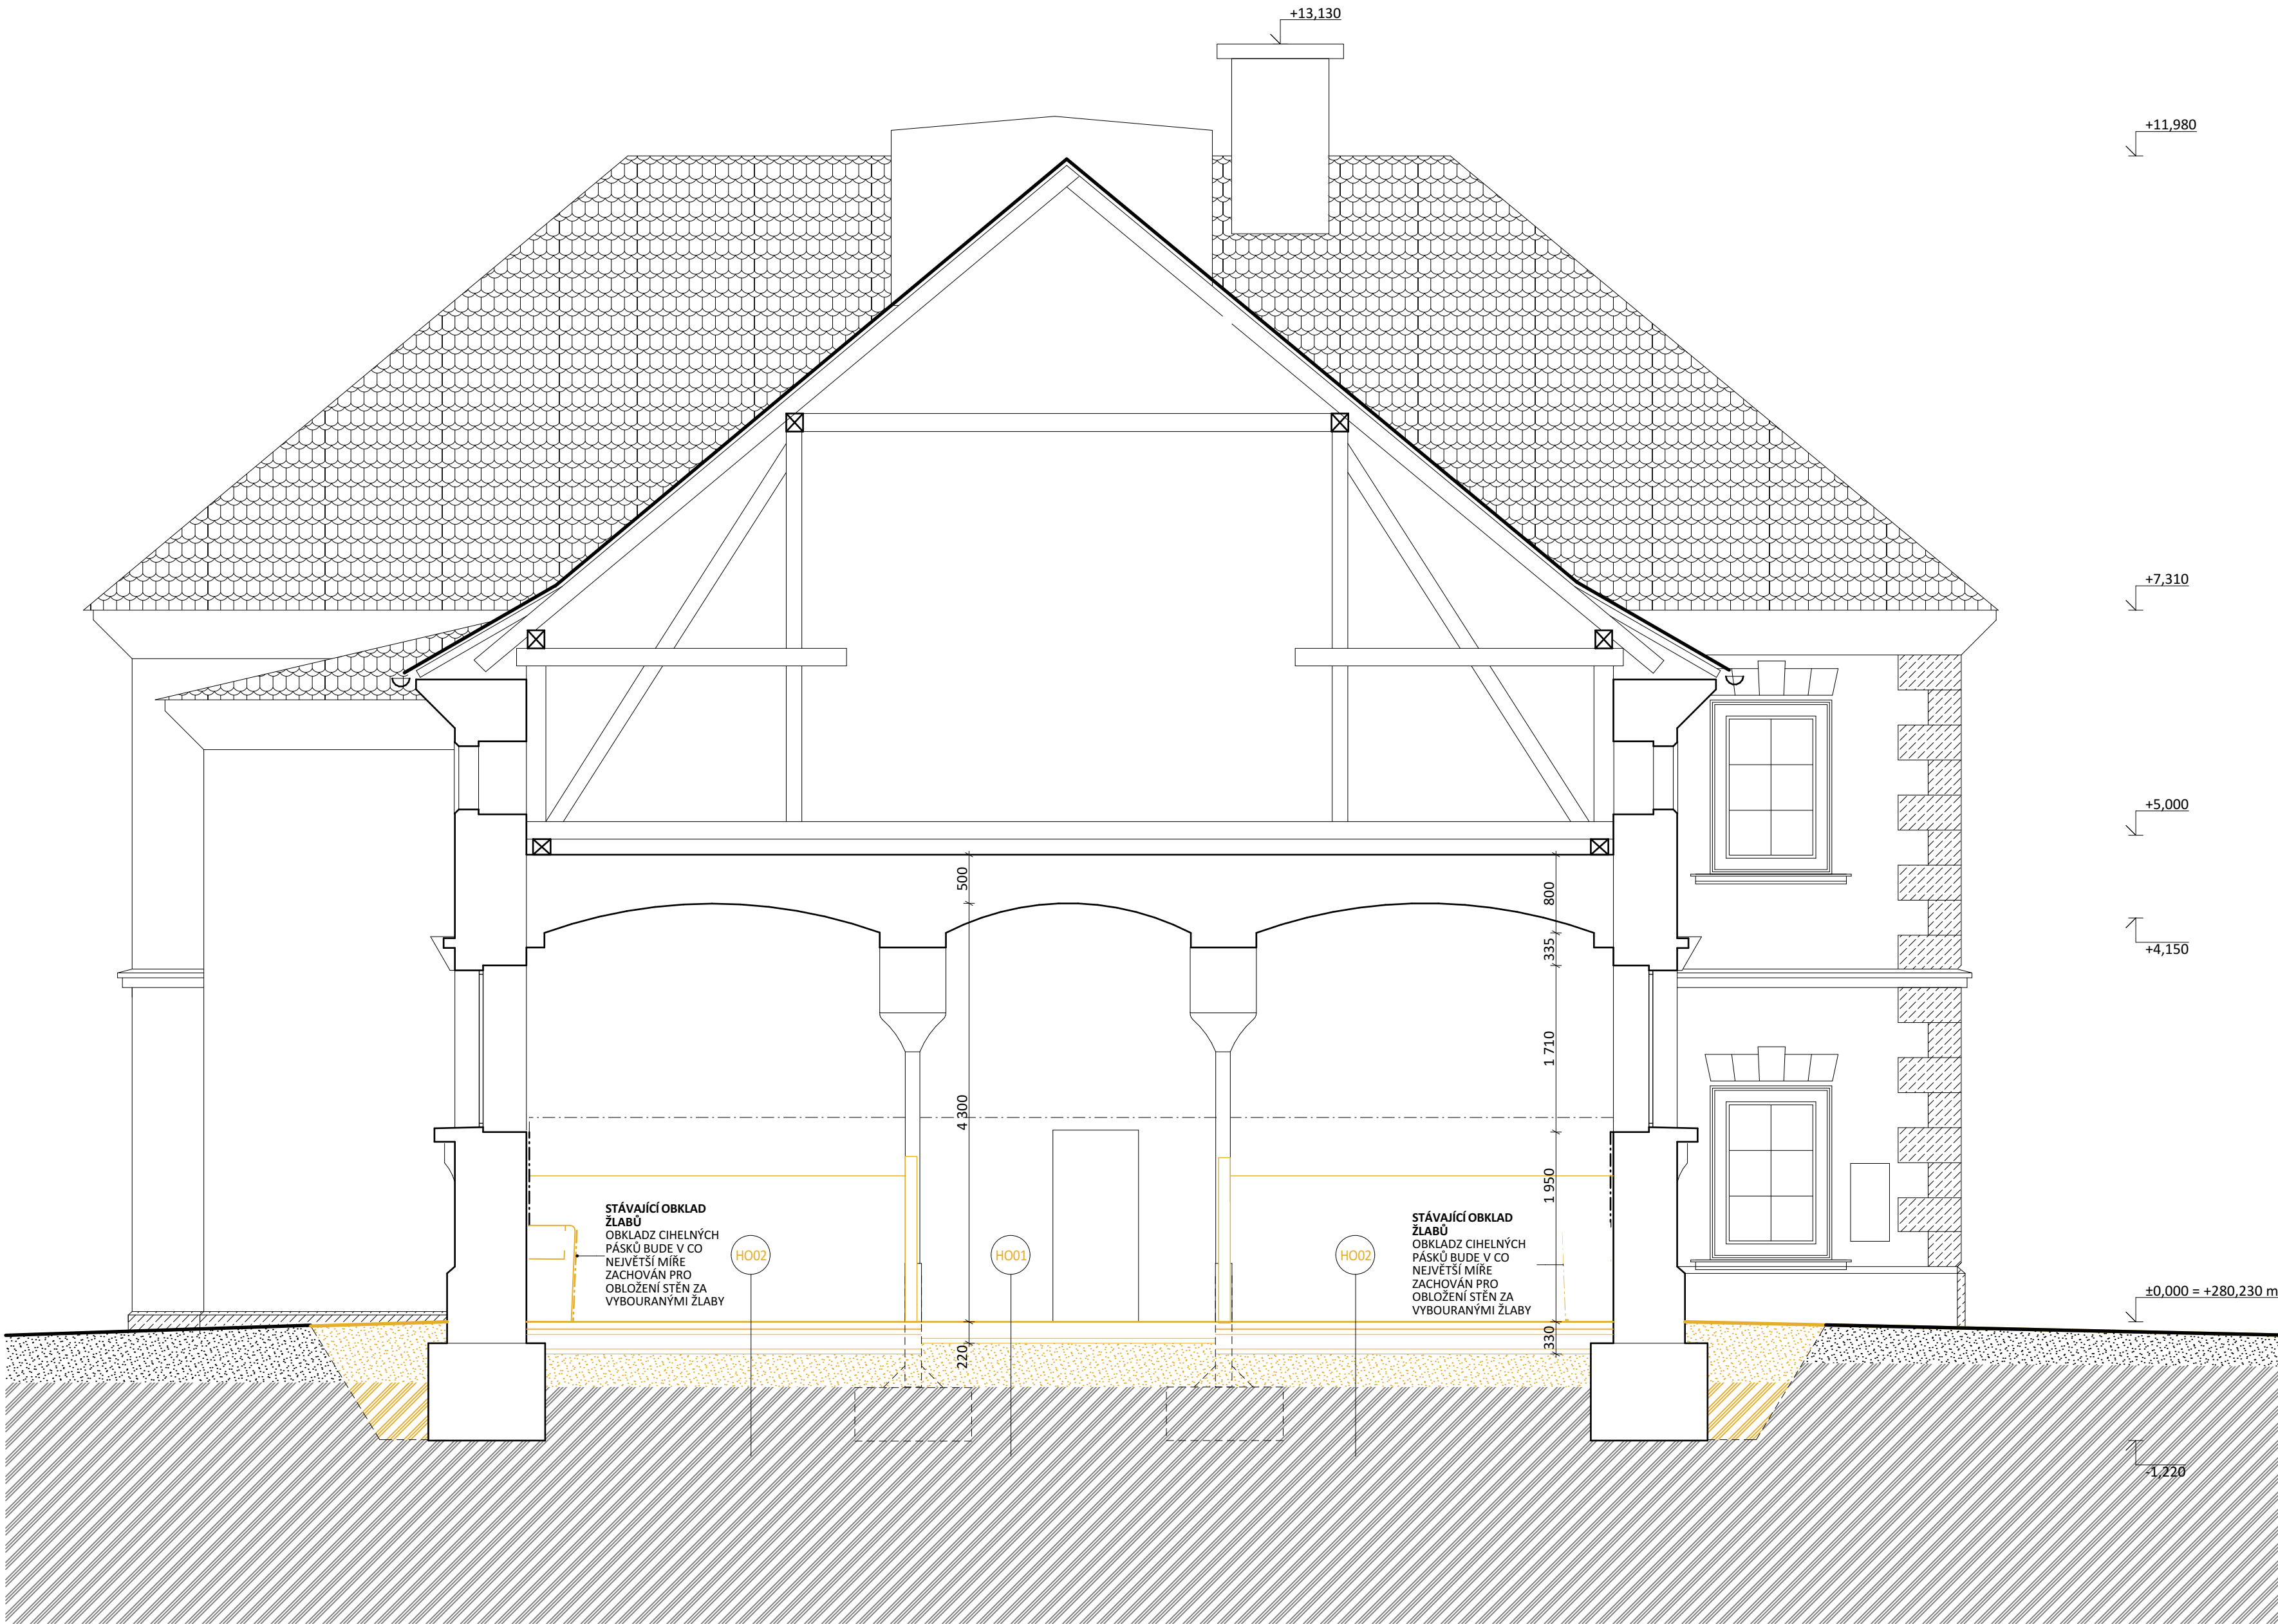 +13,130
+11,980
+7,310
+5,000
500
800
335
+4,150
1 710
4 300
1 950
STÁVAJÍCÍ OBKLAD
ŽLABŮ
OBKLADZ CIHELNÝCH
PÁSKŮ BUDE V CO
NEJVĚTŠÍ MÍŘE
ZACHOVÁN PRO
OBLOŽENÍ STĚN ZA
VYBOURANÝMI ŽLABY
HO02
HO01
HO02
STÁVAJÍCÍ OBKLAD
ŽLABŮ
OBKLADZ CIHELNÝCH
PÁSKŮ BUDE V CO
NEJVĚTŠÍ MÍŘE
ZACHOVÁN PRO
OBLOŽENÍ STĚN ZA
VYBOURANÝMI ŽLABY
±0,000 = +280,230 m
330
220
-1,220